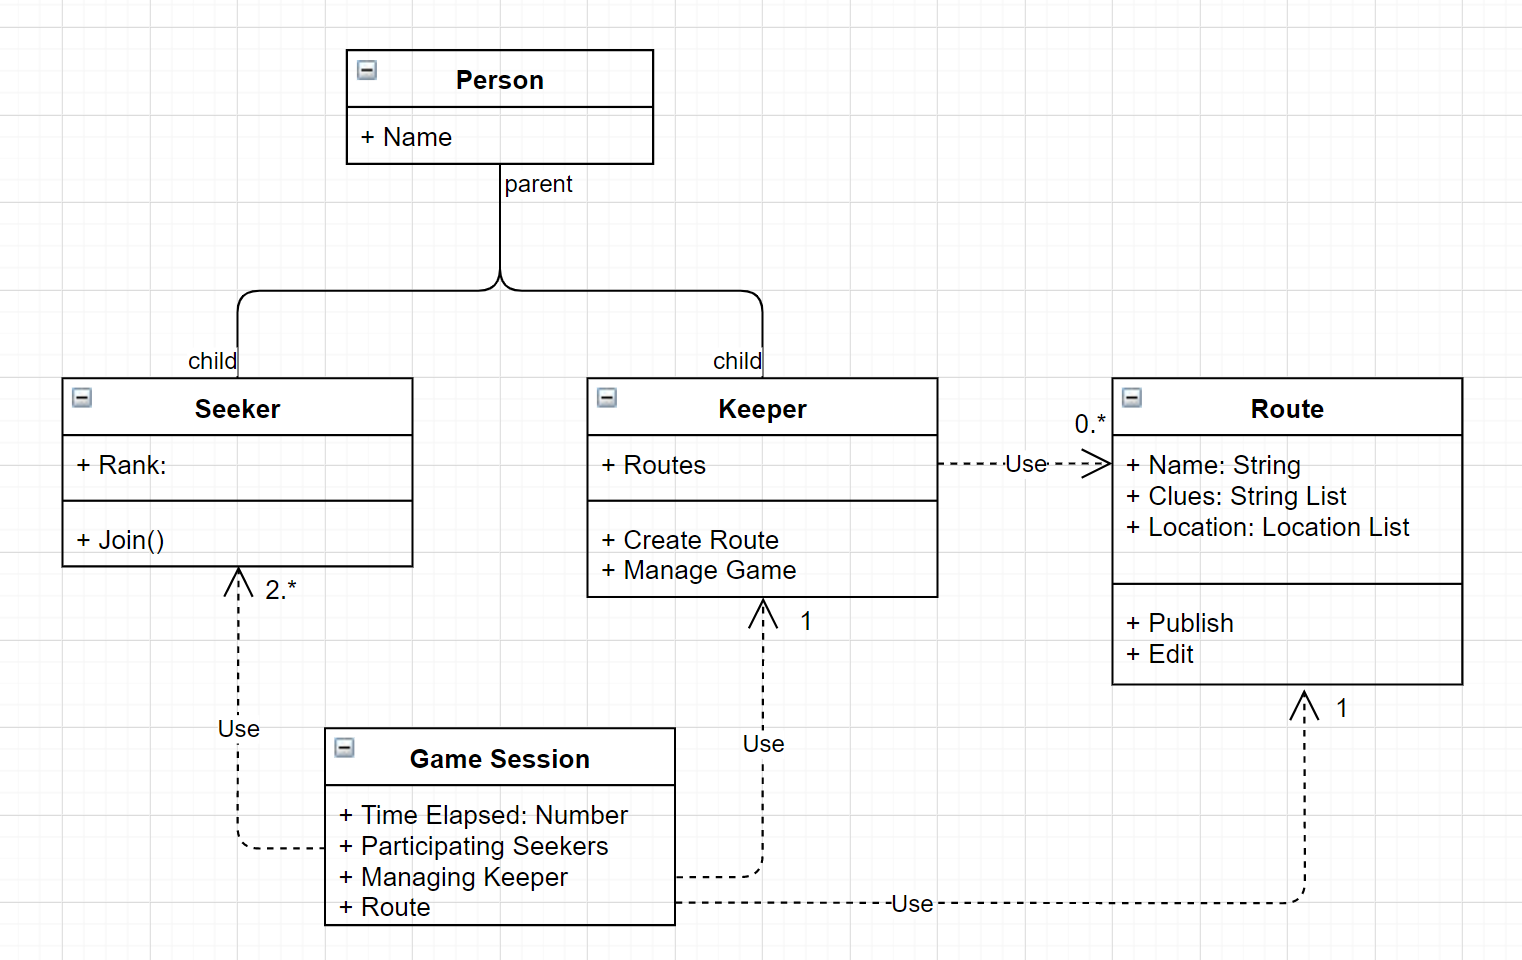 Person
+ Name
parent
child
child
Seeker
+ Rank:
+ Join()
2.*
Keeper
+ Routes
+ Create Route
+ Manage Game
1
Use
0.*
Route
+ Name: String
+ Clues: String List
+ Location: Location List
+ Publish
+ Edit
1
Use
Use
Game Session
+ Time Elapsed: Number
+ Participating Seekers
+ Managing Keeper
+ Route
Use